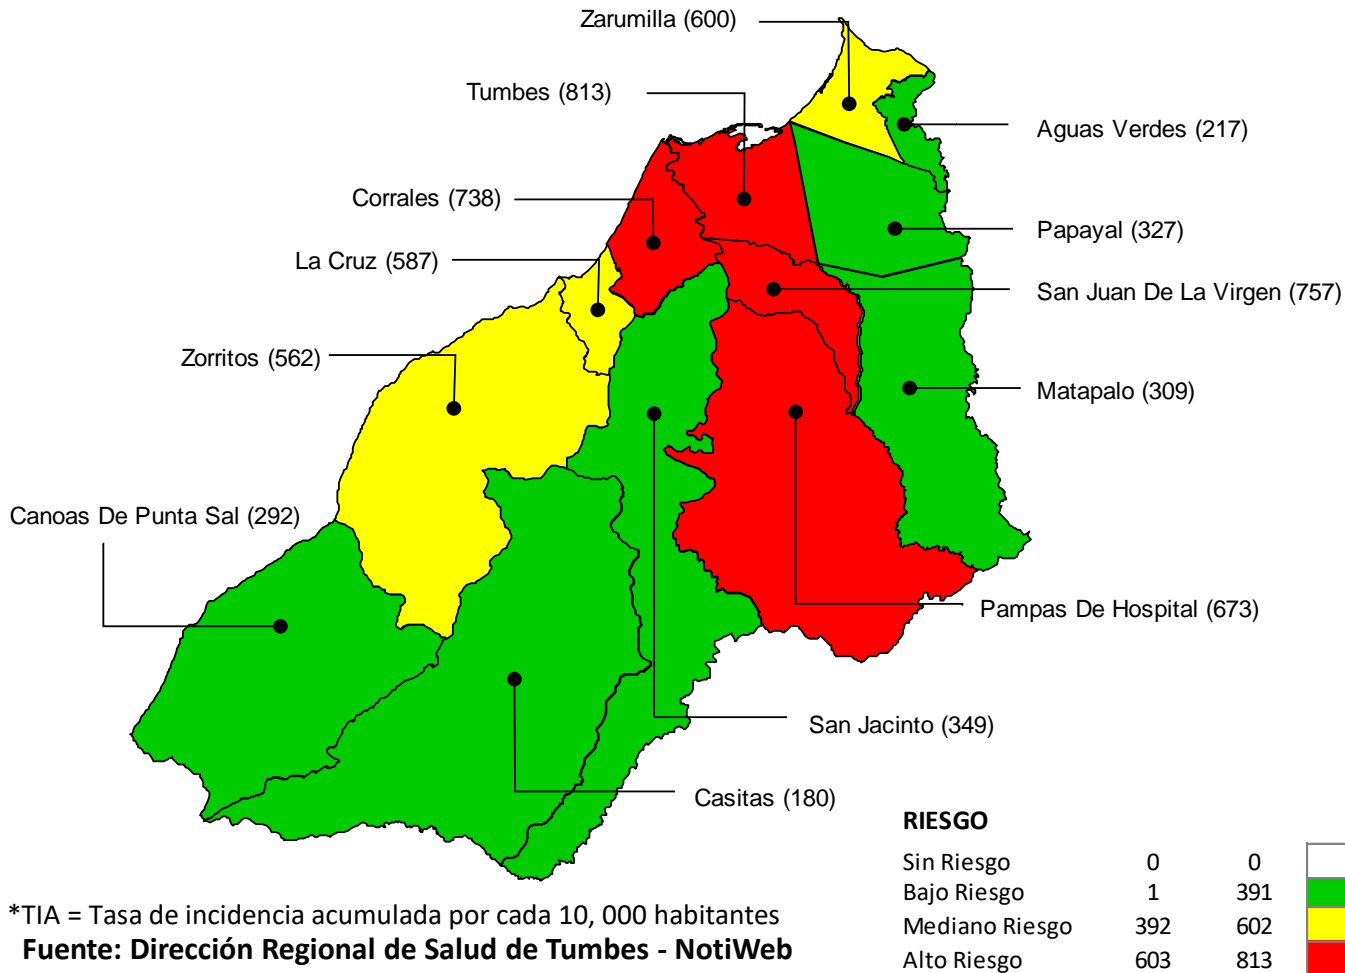 Zarumilla (600)
Tumbes (813)
Aguas Verdes (217)
Corrales (738)
Papayal (327)
La Cruz (587)
San Juan De La Virgen (757)
Zorritos (562)
Matapalo (309)
Canoas De Punta Sal (292)
Pampas De Hospital (673)
San Jacinto (349)
Casitas (180)
RIESGO
Sin Riesgo 0 0
Bajo Riesgo 1 391
Mediano Riesgo 392 602
Alto Riesgo 603 813
*TIA = Tasa de incidencia acumulada por cada 10, 000 habitantes
Fuente: Dirección Regional de Salud de Tumbes - NotiWeb